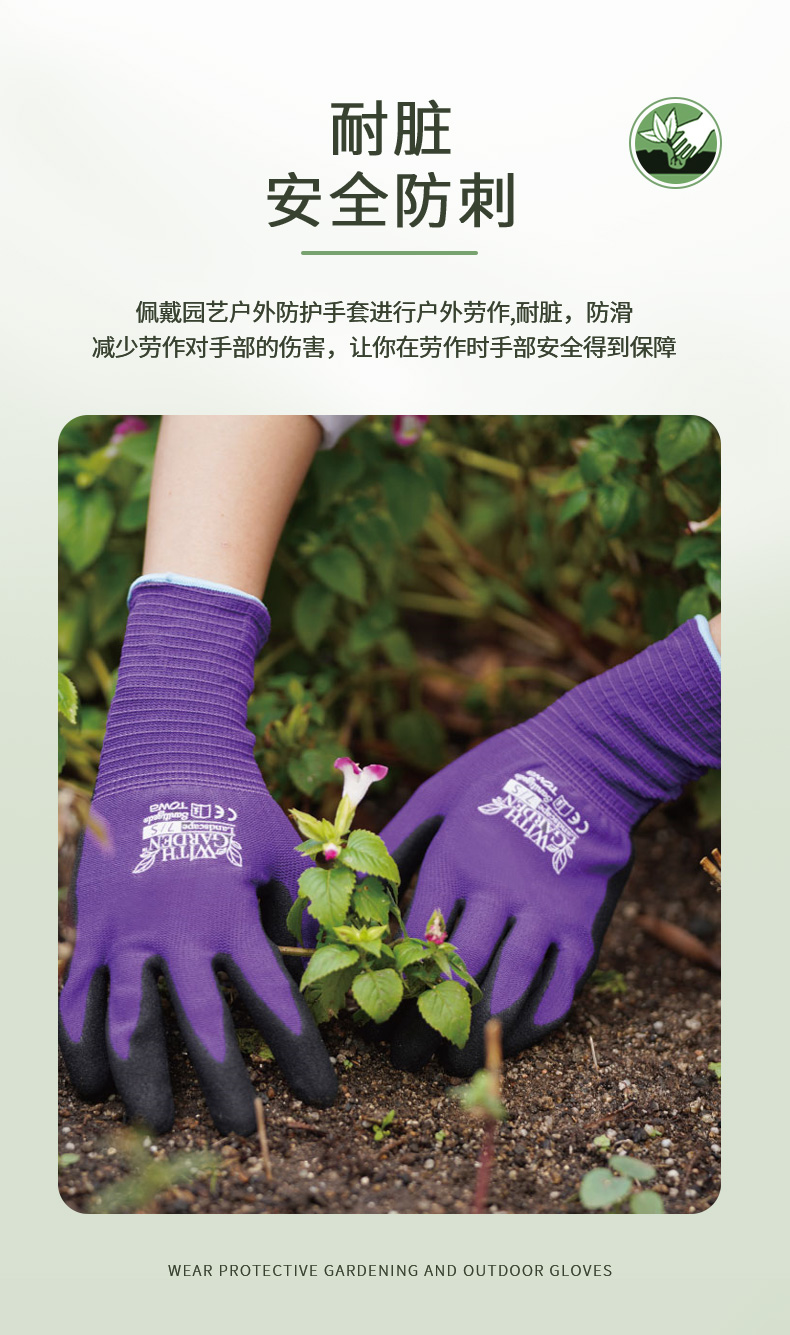 耐脏
安全防刺
佩戴园艺户外防护手套进行户外劳作,耐脏，防滑
减少劳作对手部的伤害，让你在劳作时手部安全得到保障
WITH
GARDEN
Landscape 7/S
Towa
CE
WITH
GARDEN
Landscape 7/S
Towa
CE
WEAR PROTECTIVE GARDENING AND OUTDOOR GLOVES